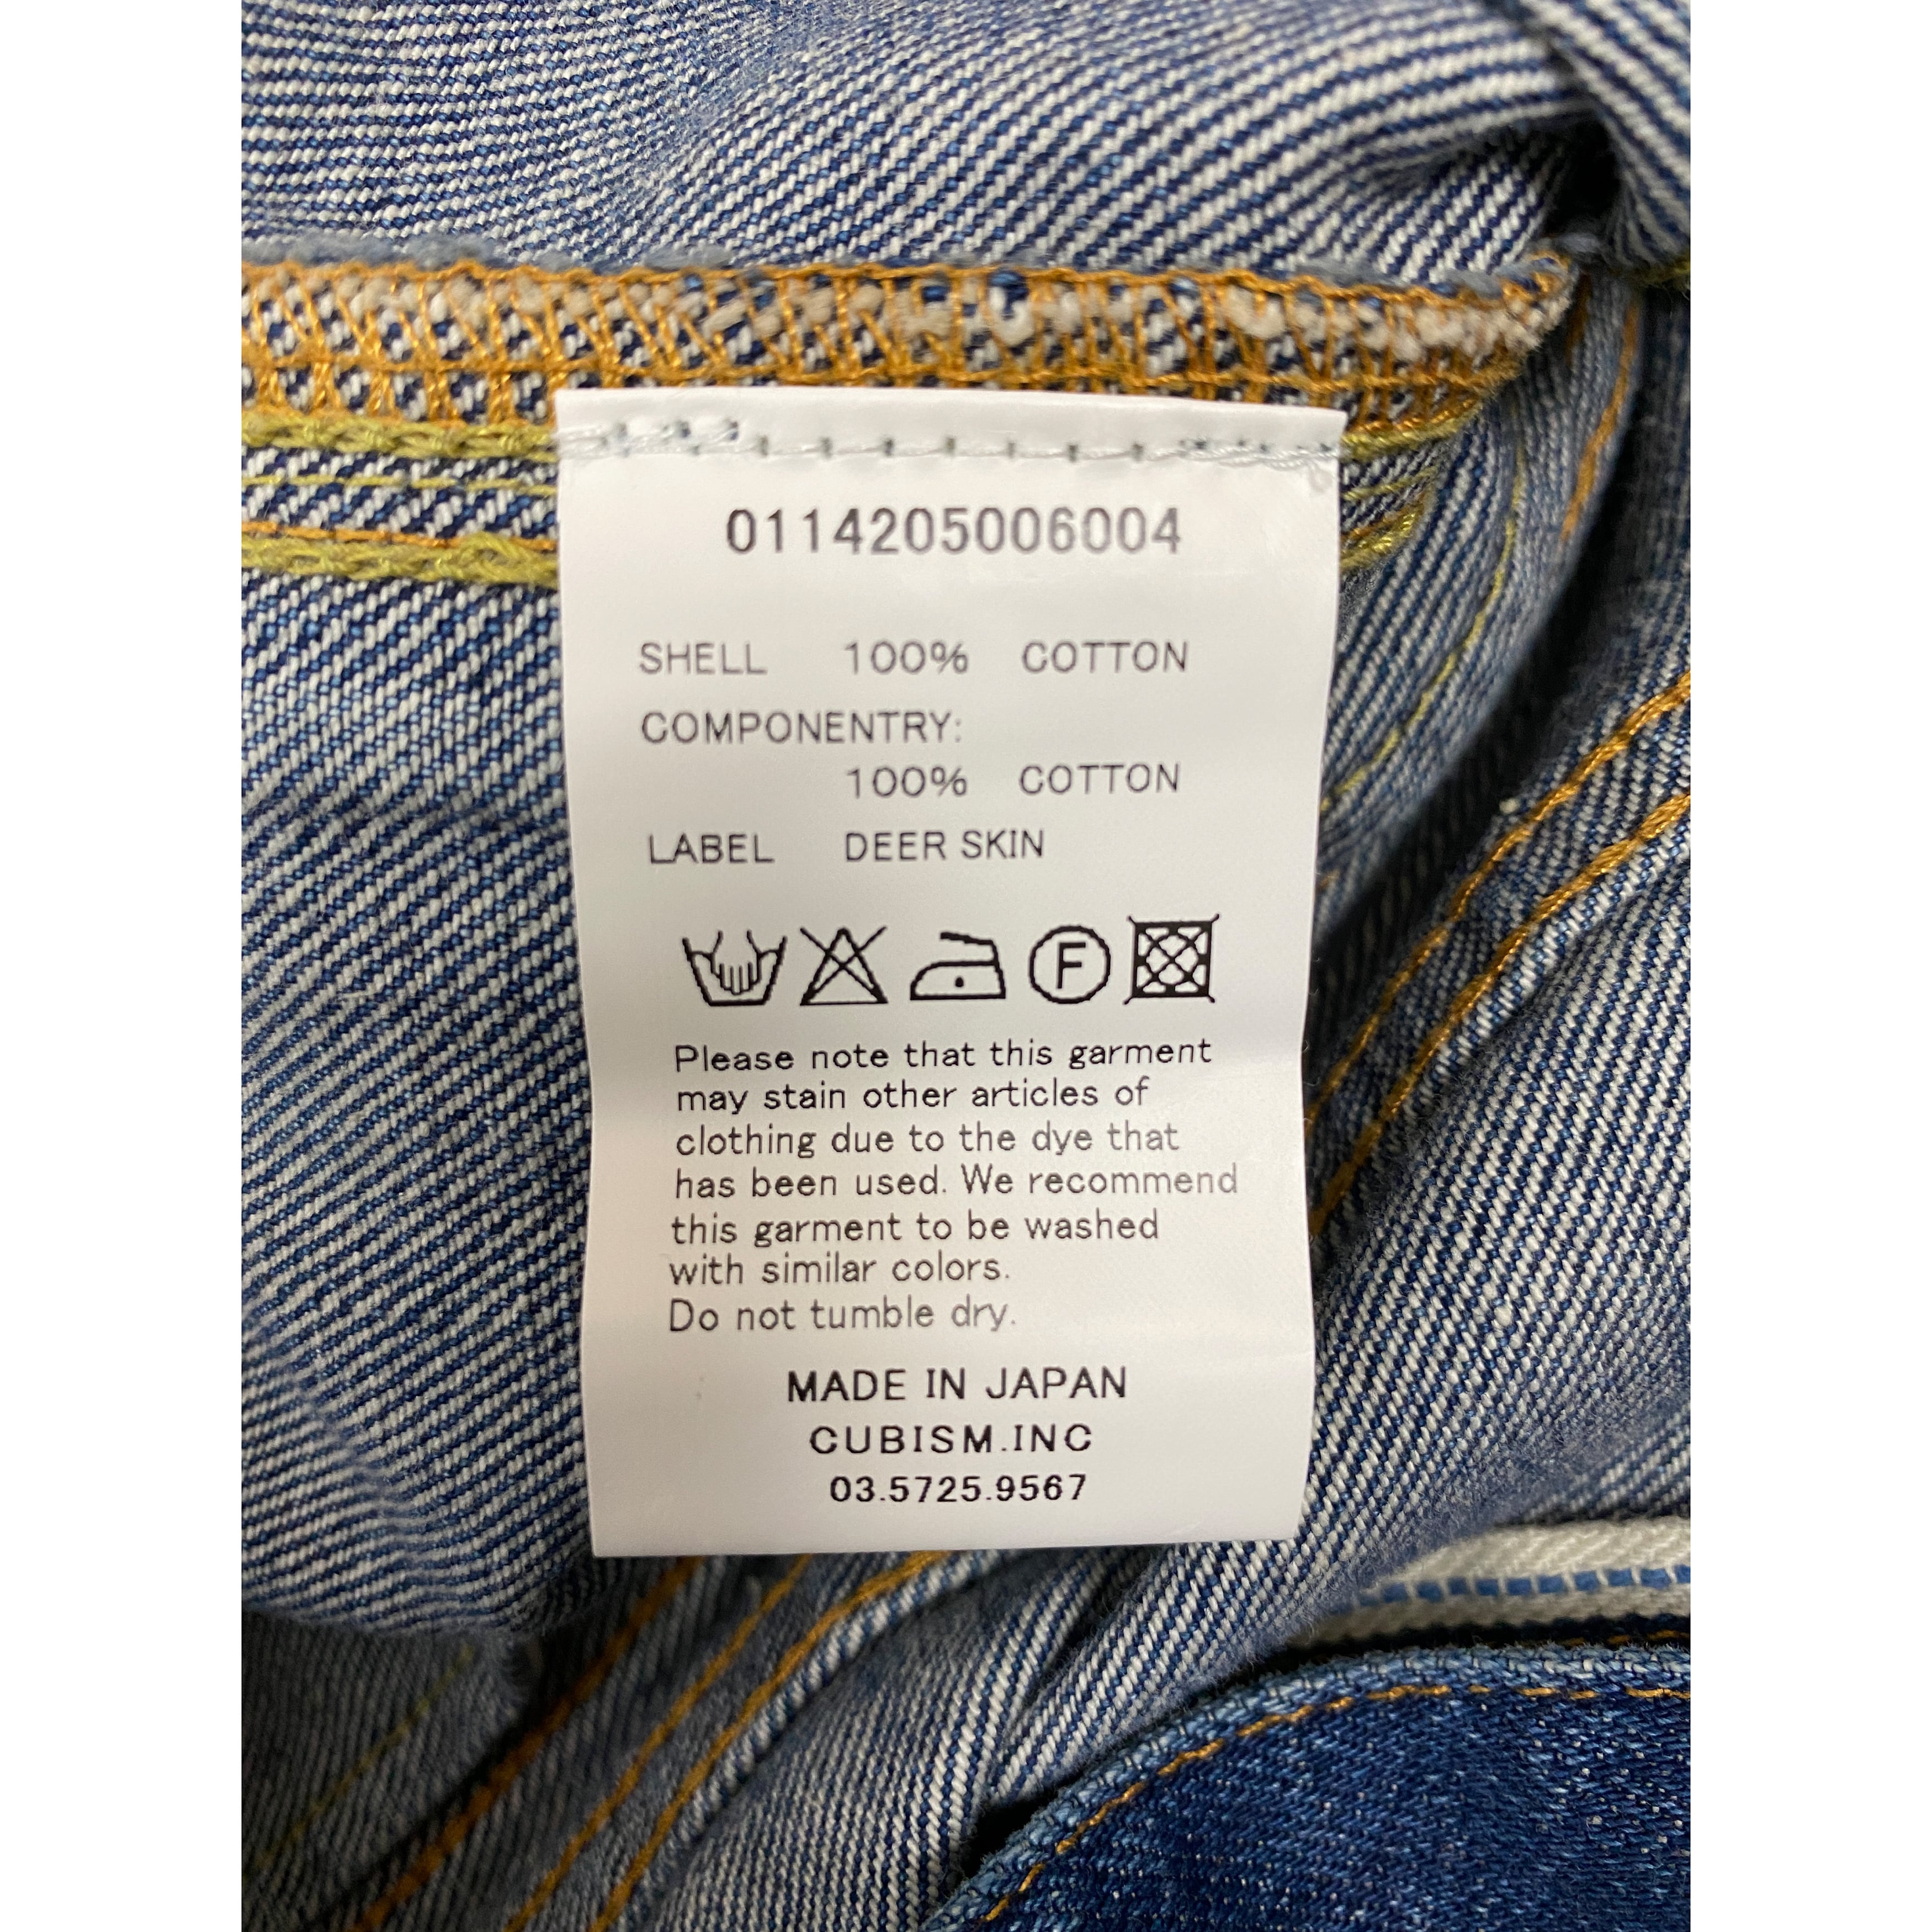 0114205006004
SHELL 100% COTTON
COMPONENTRY:
100% COTTON
LABEL DEER SKIN
F
Please note that this garment
may stain other articles of
clothing due to the dye that
has been used. We recommend
this garment to be washed
with similar colors.
Do not tumble dry.
MADE IN JAPAN
CUBISM.INC
03.5725.9567